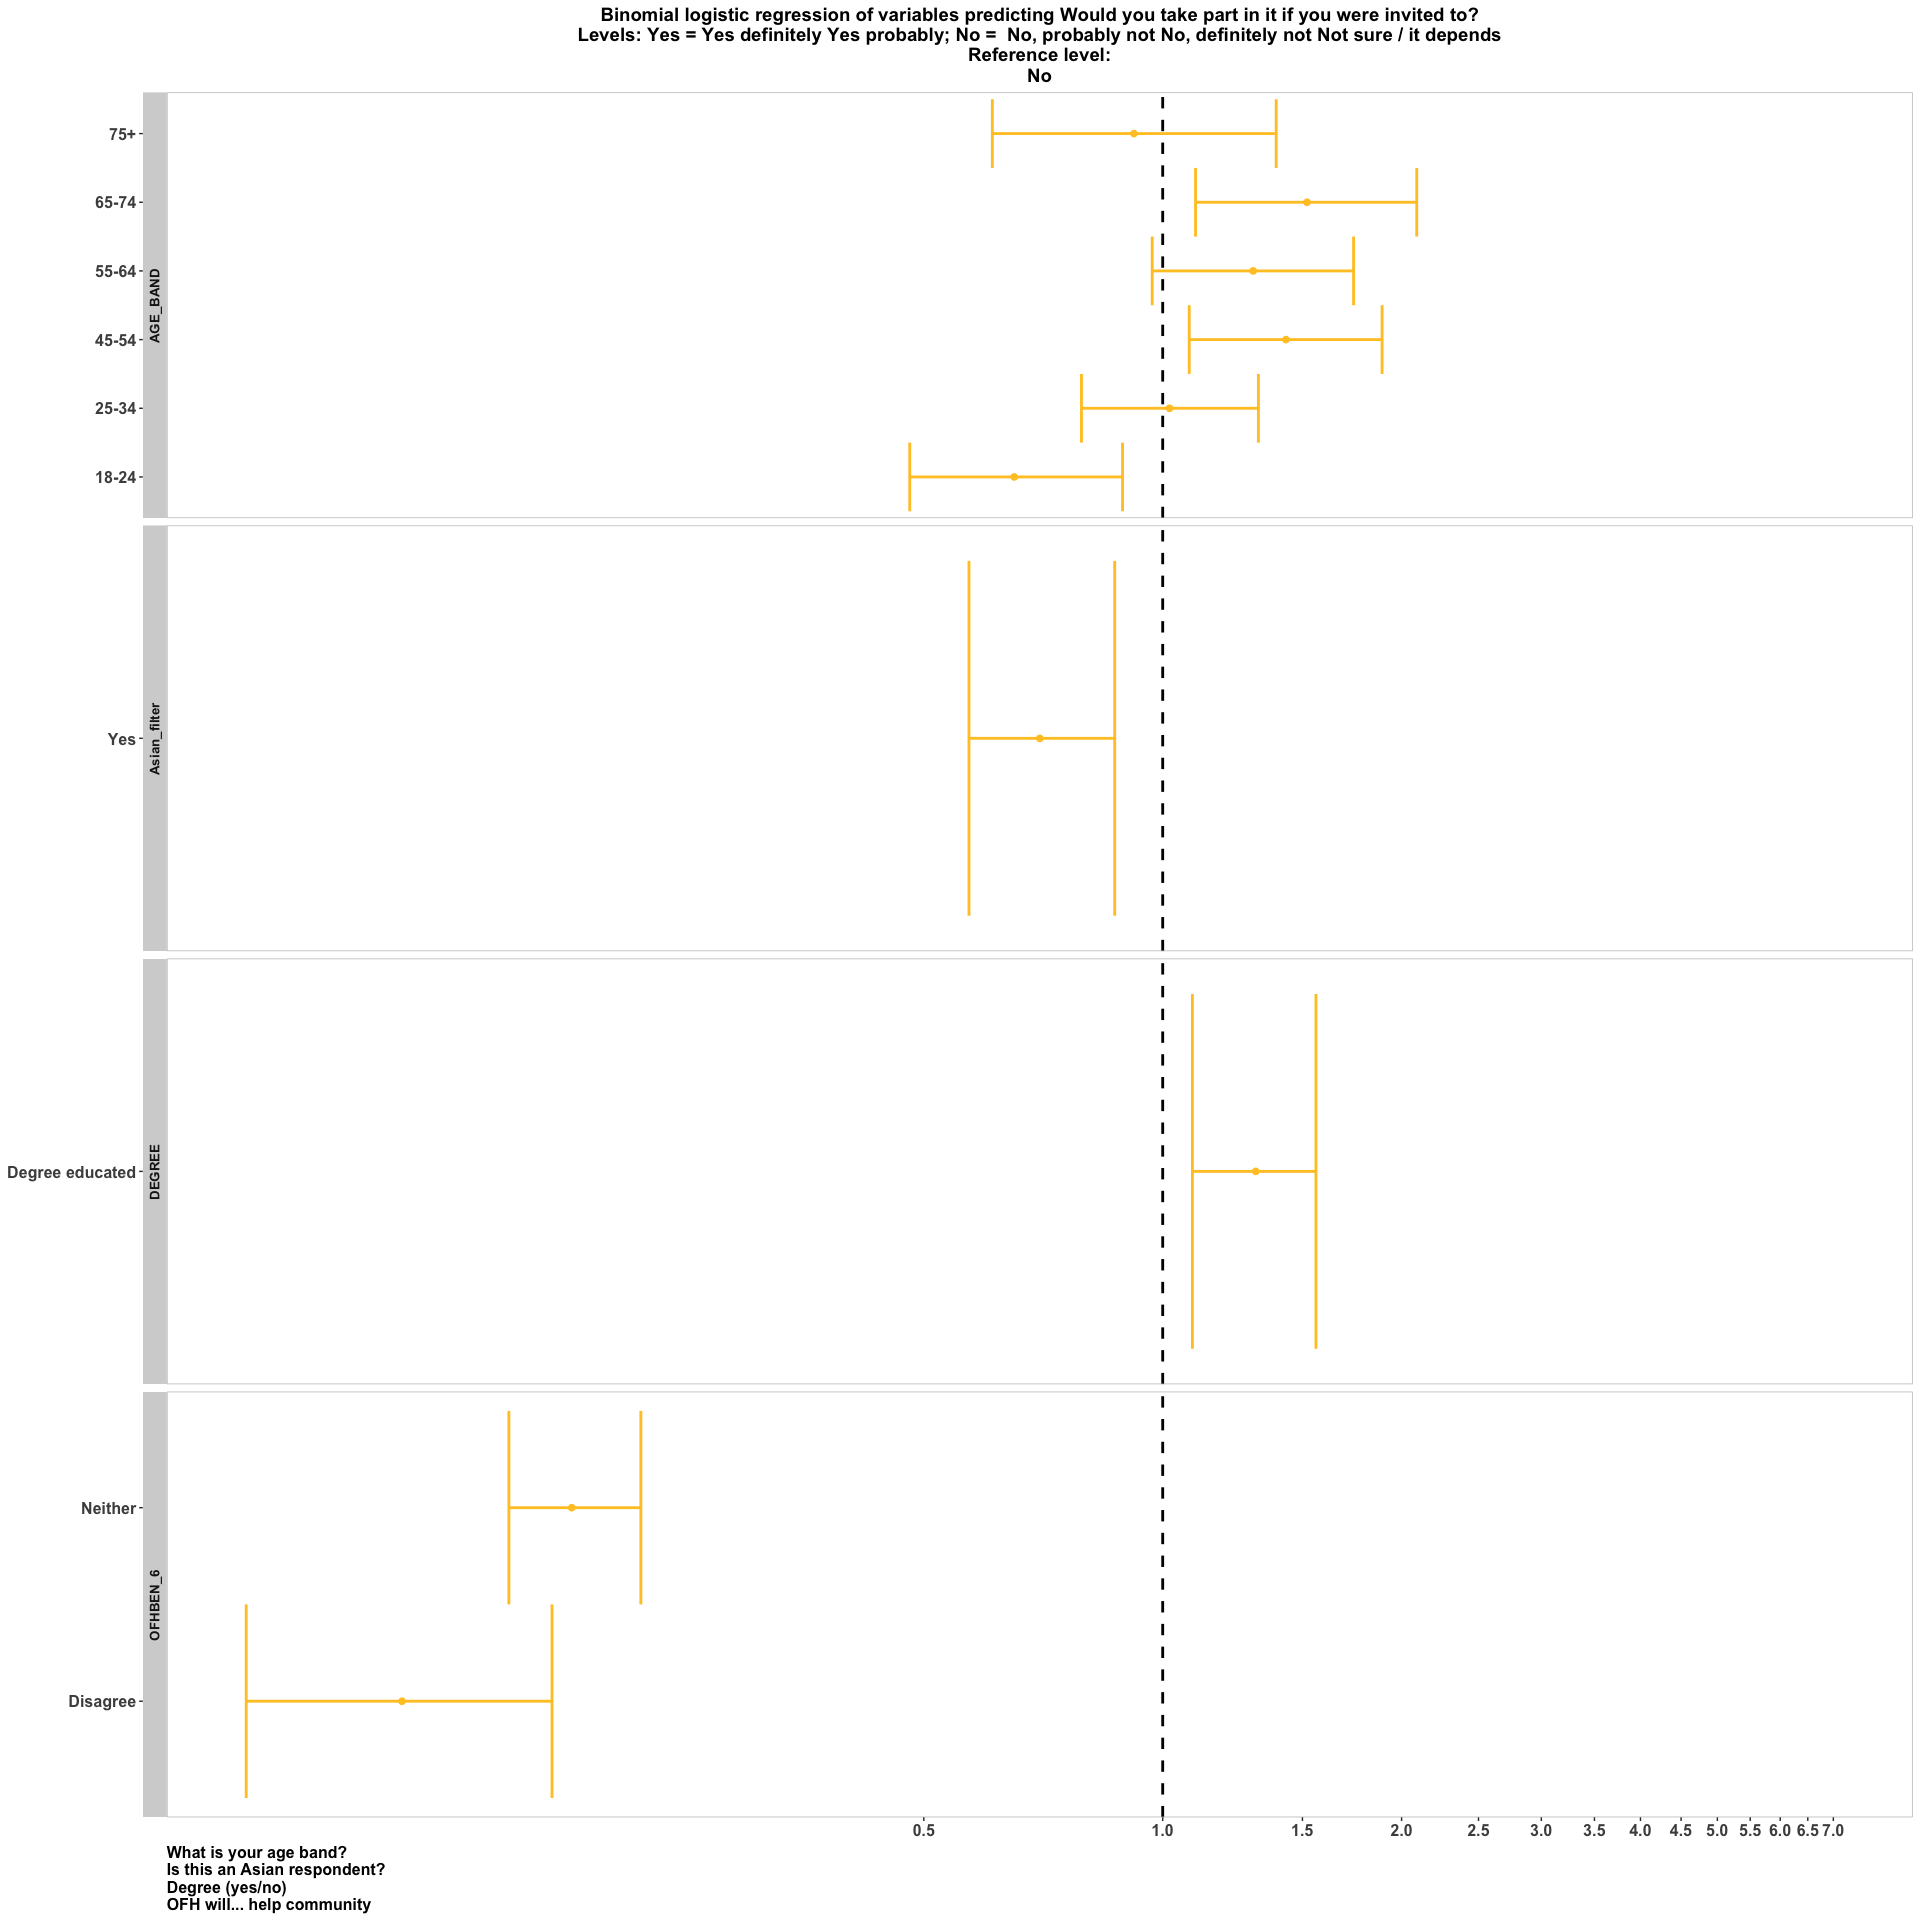 Binomial logistic regression of variables predicting Would you take part in it if you were invited to?
Levels: Yes = Yes definitely Yes probably; No =  No, probably not No, definitely not Not sure / it depends
Reference level:
No
AGE_BAND
75+
65-74
55-64
45-54
25-34
18-24
Asian_filter
Yes
DEGREE
Degree educated
OFHBEN_6
Neither
Disagree
0.5 1.0 1.5 2.0 2.5 3.0 3.5 4.0 4.5 5.0 5.5 6.0 6.5 7.0
What is your age band?
Is this an Asian respondent?
Degree (yes/no)
OFH will... help community